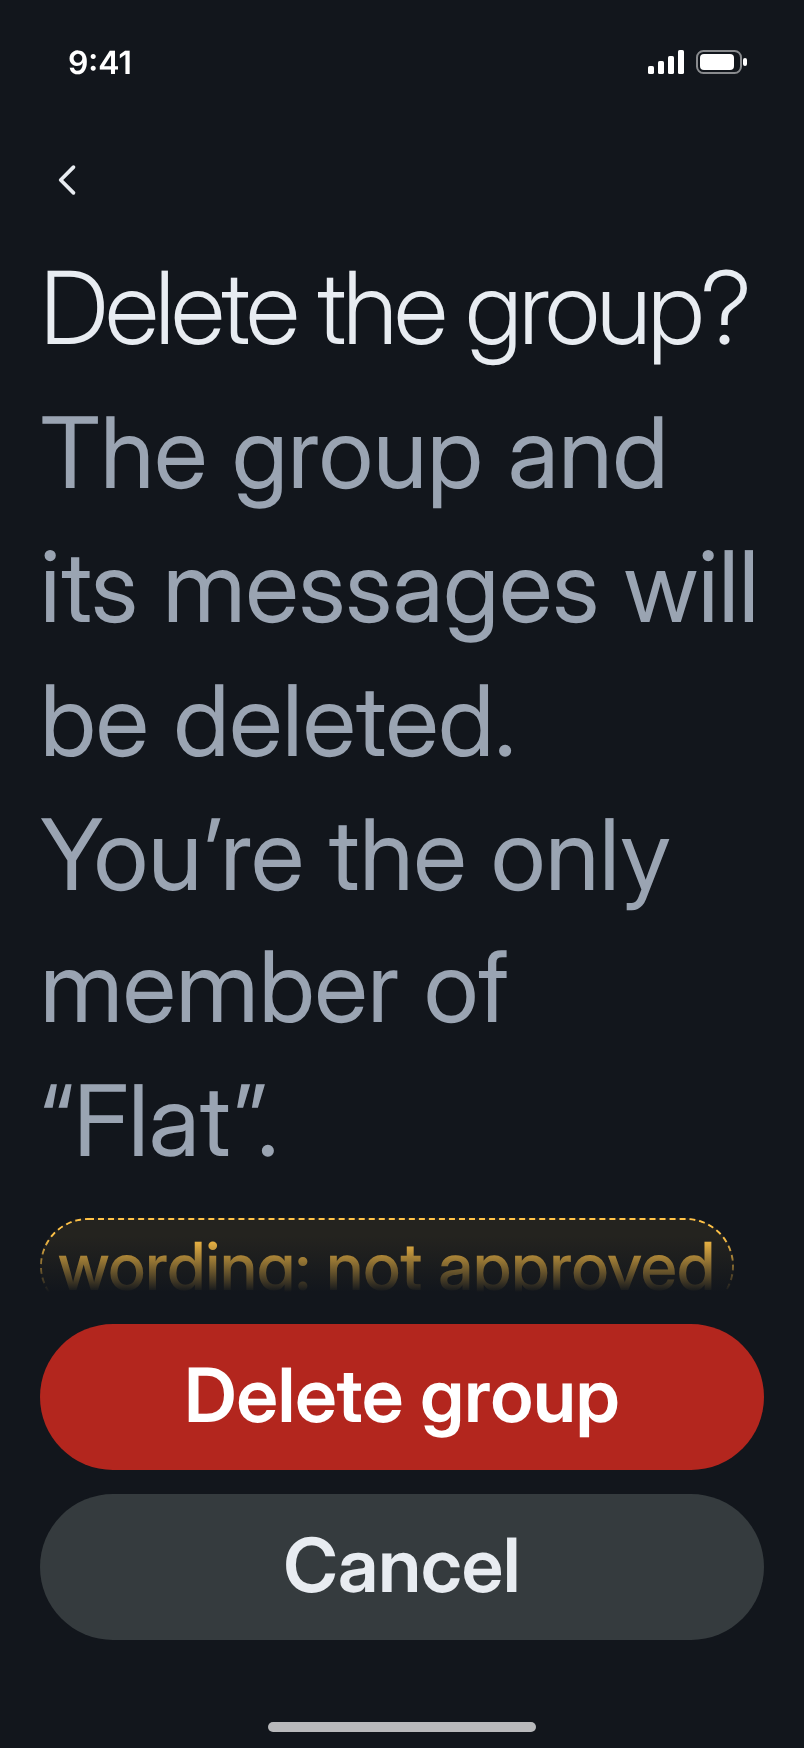 9:41
Delete the group?
The group and
its messages will
be deleted.
You’re the only
member of
“Flat”.
wording: not approved
Delete group
Cancel